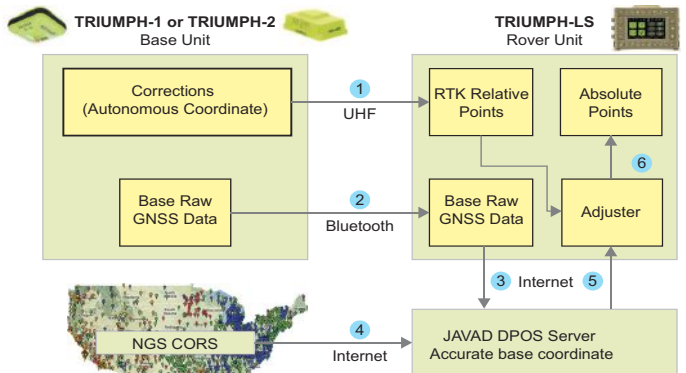 TRIUMPH-1 or TRIUMPH-2
Base Unit
TRIUMPH-LS
Rover Unit
Corrections
(Autonomous Coordinate)
1
UHF
RTK Relative
Points
Absolute
Points
6
Base Raw
GNSS Data
2
Bluetooth
Base Raw
GNSS Data
Adjuster
3 Internet 5
NGS CORS
4
Internet
JAVAD DPOS Server
Accurate base coordinate